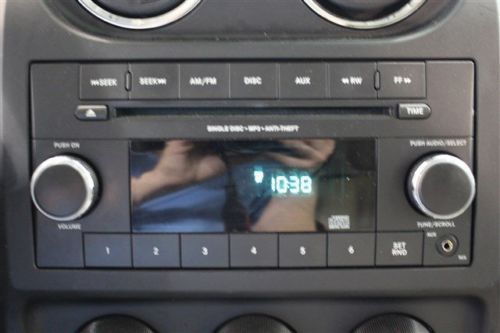 ◂◂SEEK SEEK▸▸ AM/FM DISC AUX ◂◂ RW FF ▸▸
TIME
SINGLE DISC • MP3 • ANTI-THEFT
PUSH ON PUSH AUDIO/SELECT
10:38
VOLUME TUNE/SCROLL
1 2 3 4 5 6 SET
RND
AUX